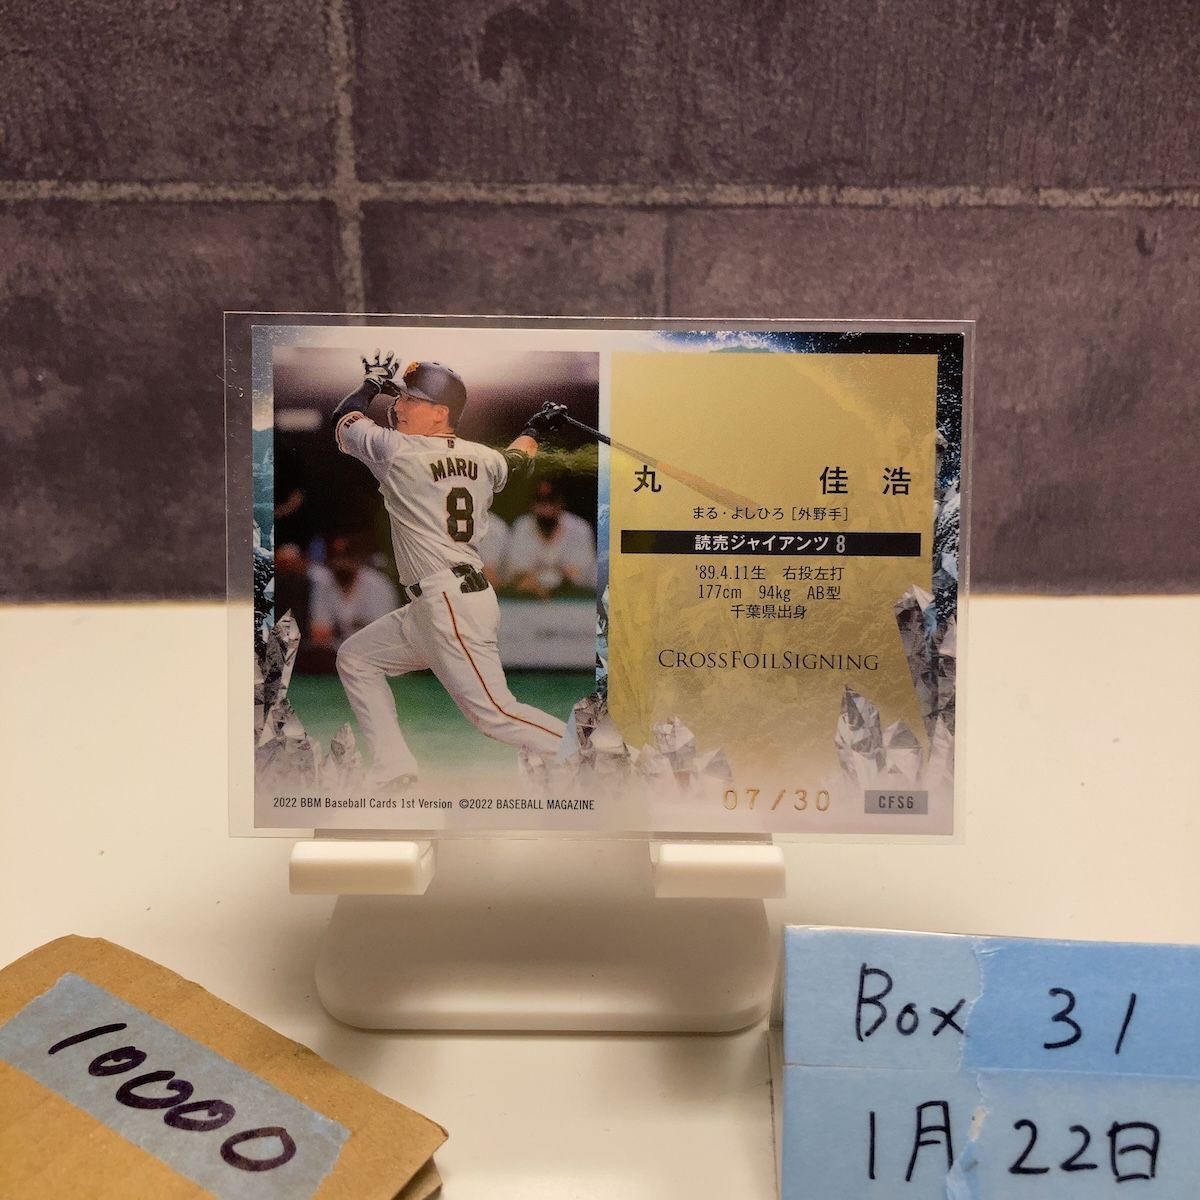 MARU
8
丸 佳 浩
まる・よしひろ [外野手]
読売ジャイアンツ 8
'89.4.11生 右投左打
177cm 94kg AB型
千葉県出身
CROSSFOILSIGNING
2022 BBM Baseball Cards 1st Version ©2022 BASEBALL MAGAZINE
07/30
CFS6
10000
Box 31
1月22日